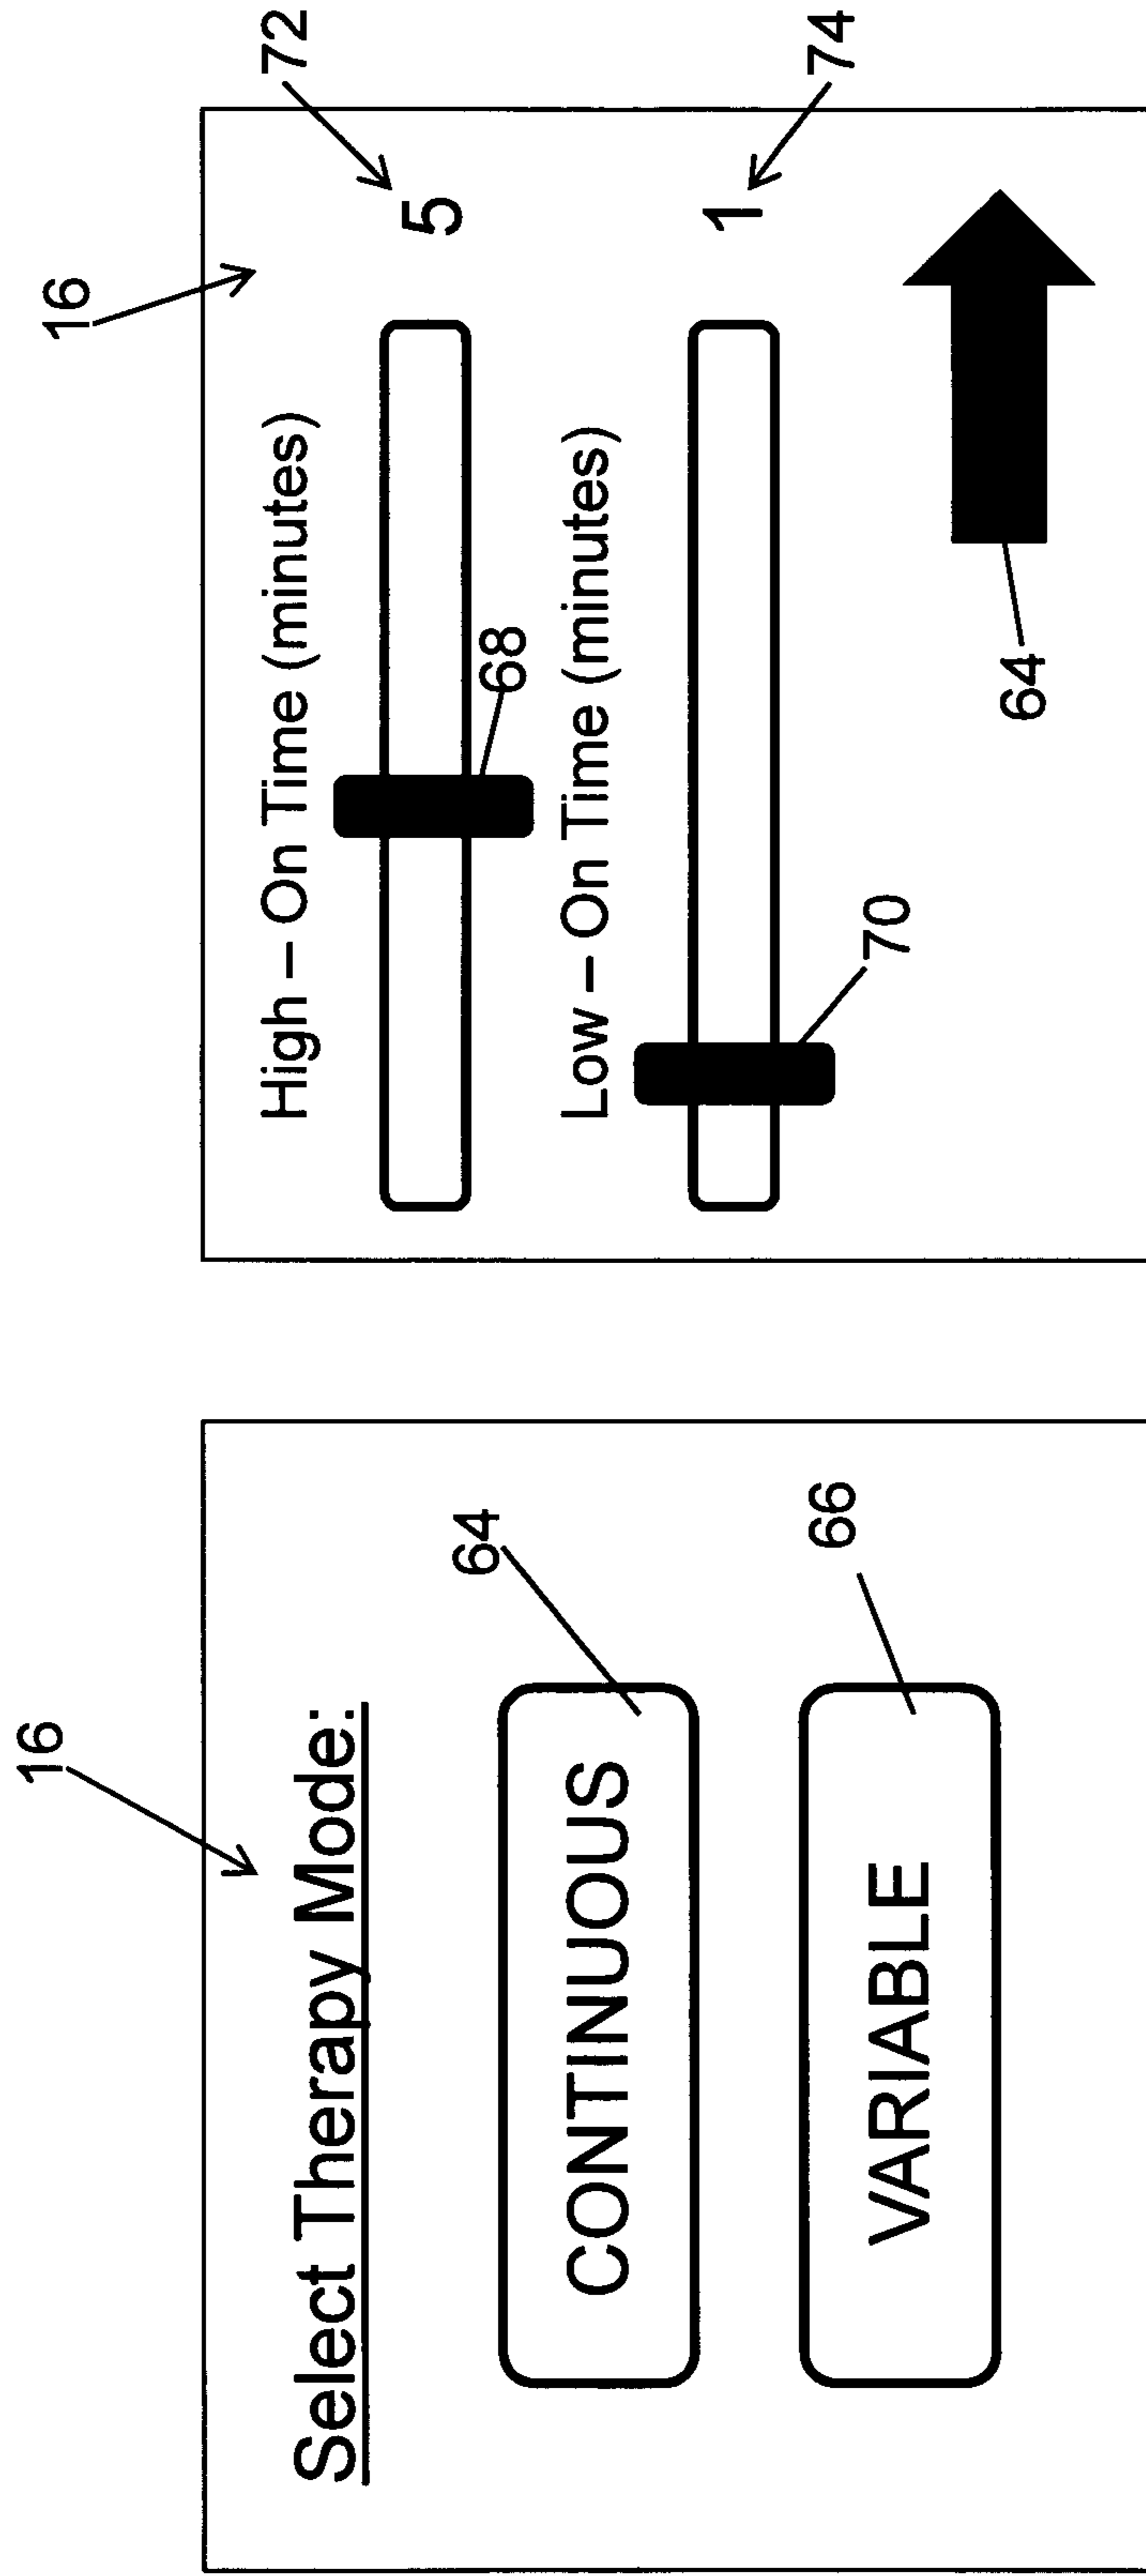 16
Select Therapy Mode:
64
CONTINUOUS
66
VARIABLE
16
72
High – On Time (minutes)
5
68
74
Low – On Time (minutes)
1
70
64